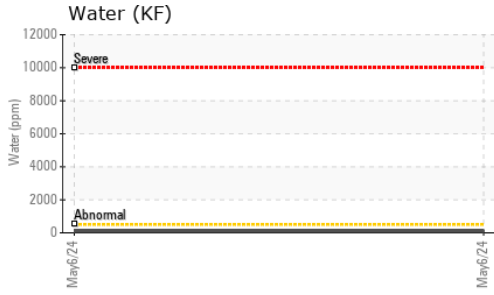 Water (KF)
12000
Severe
10000
8000
Water (ppm)
6000
4000
2000
Abnormal
0
May6/24
May6/24